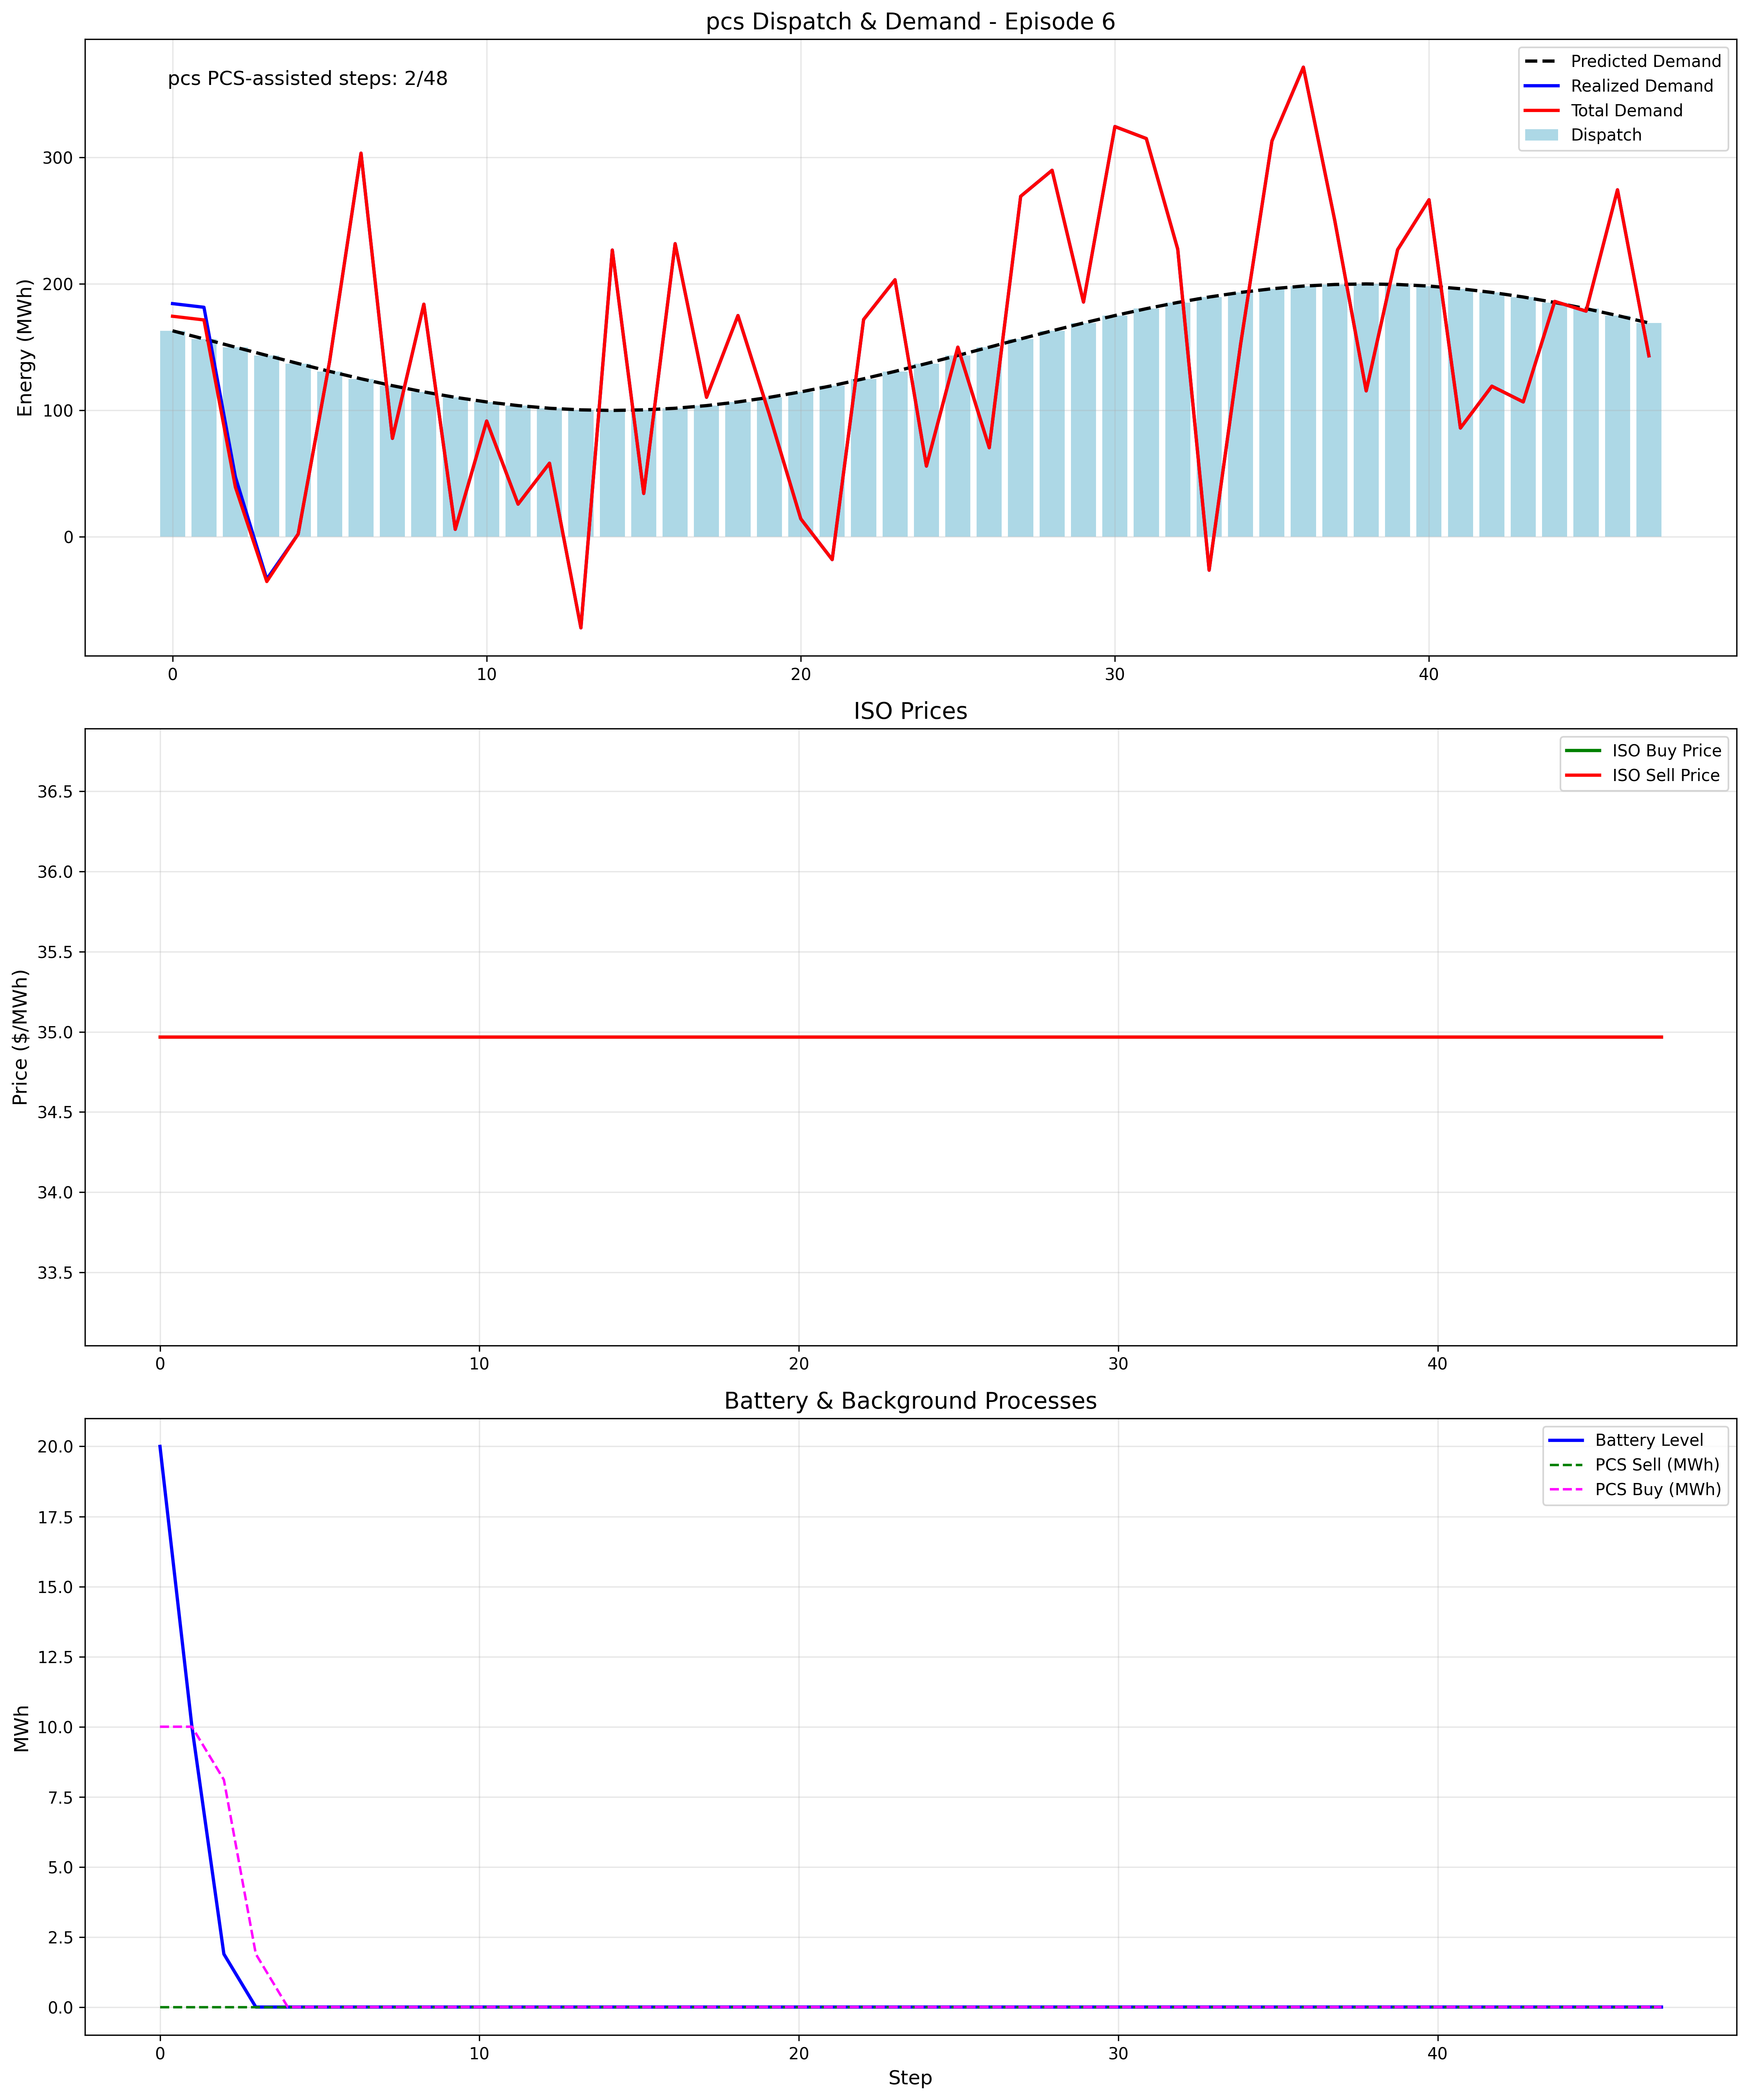 pcs Dispatch & Demand - Episode 6
pcs PCS-assisted steps: 2/48
Predicted Demand
Realized Demand
Total Demand
Dispatch
Energy (MWh)
300
200
100
0
0
10
20
30
40
ISO Prices
ISO Buy Price
ISO Sell Price
Price ($/MWh)
36.5
36.0
35.5
35.0
34.5
34.0
33.5
0
10
20
30
40
Battery & Background Processes
Battery Level
PCS Sell (MWh)
PCS Buy (MWh)
MWh
20.0
17.5
15.0
12.5
10.0
7.5
5.0
2.5
0.0
0
10
20
30
40
Step